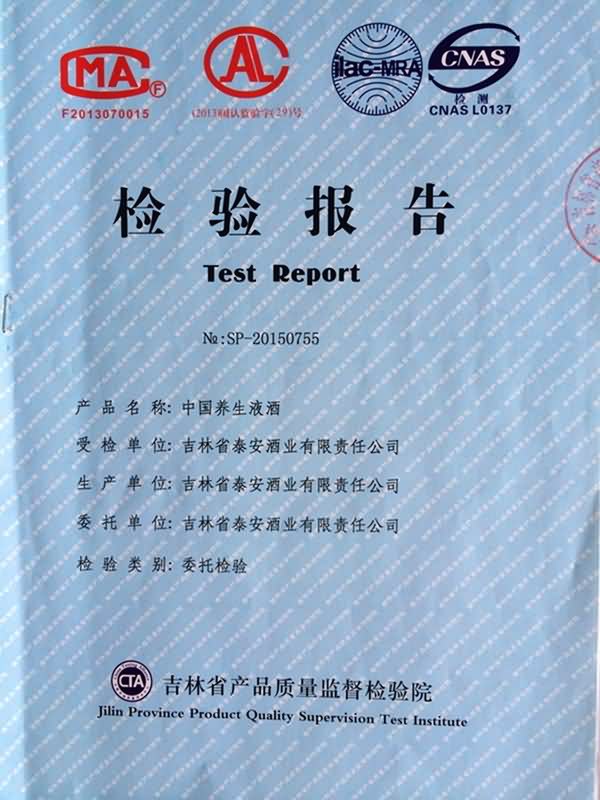 CMA F
CAL
ilac-MRA
CNAS
检 测
F2013070015
(2013)国认监验字(29)号
CNAS L0137
检 验 报 告
Test Report
№:SP-20150755
产 品 名 称: 中国养生液酒
受 检 单 位: 吉林省泰安酒业有限责任公司
生 产 单 位: 吉林省泰安酒业有限责任公司
委 托 单 位: 吉林省泰安酒业有限责任公司
检 验 类 别: 委托检验
CTA
吉林省产品质量监督检验院
Jilin Province Product Quality Supervision Test Institute